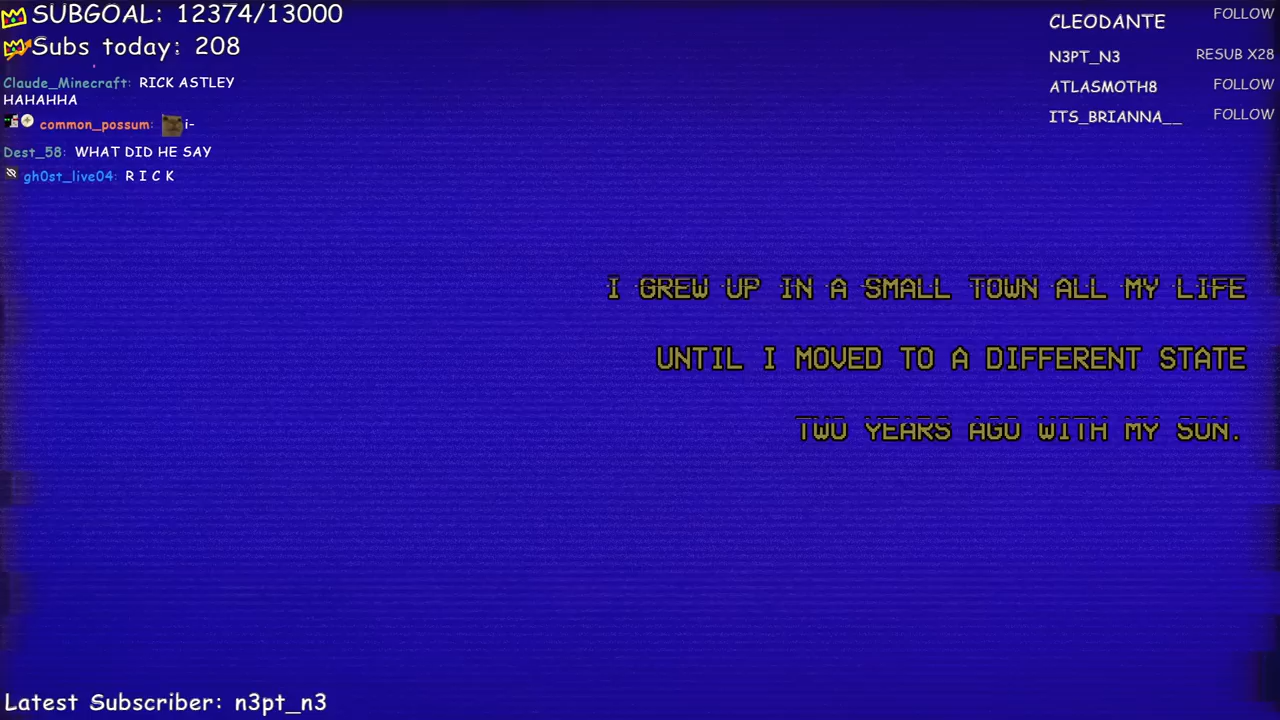 SUBGOAL: 12374/13000
Subs today: 208
Claude_Minecraft: RICK ASTLEY
HAHAHHA
common_possum: i-
Dest_58: WHAT DID HE SAY
gh0st_live04: R I C K
CLEODANTE FOLLOW
N3PT_N3 RESUB X28
ATLASMOTH8 FOLLOW
ITS_BRIANNA__ FOLLOW
I GREW UP IN A SMALL TOWN ALL MY LIFE
UNTIL I MOVED TO A DIFFERENT STATE
TWO YEARS AGO WITH MY SUN.
Latest Subscriber: n3pt_n3